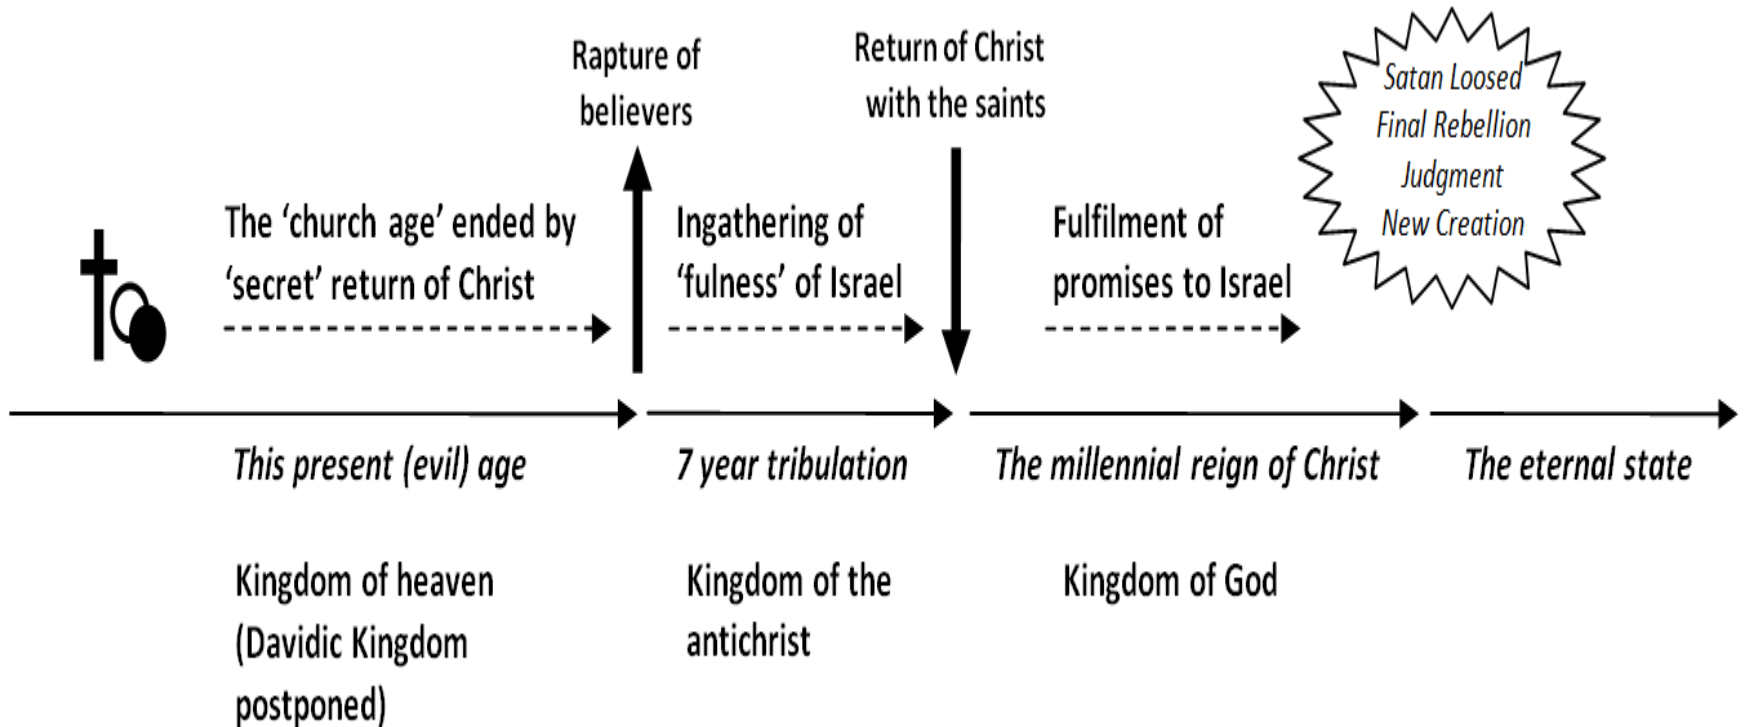 Rapture of
believers
Return of Christ
with the saints
Satan Loosed
Final Rebellion
Judgment
New Creation
The ‘church age’ ended by
‘secret’ return of Christ
Ingathering of
‘fulness’ of Israel
Fulfilment of
promises to Israel
This present (evil) age
7 year tribulation
The millennial reign of Christ
The eternal state
Kingdom of heaven
(Davidic Kingdom
postponed)
Kingdom of the
antichrist
Kingdom of God